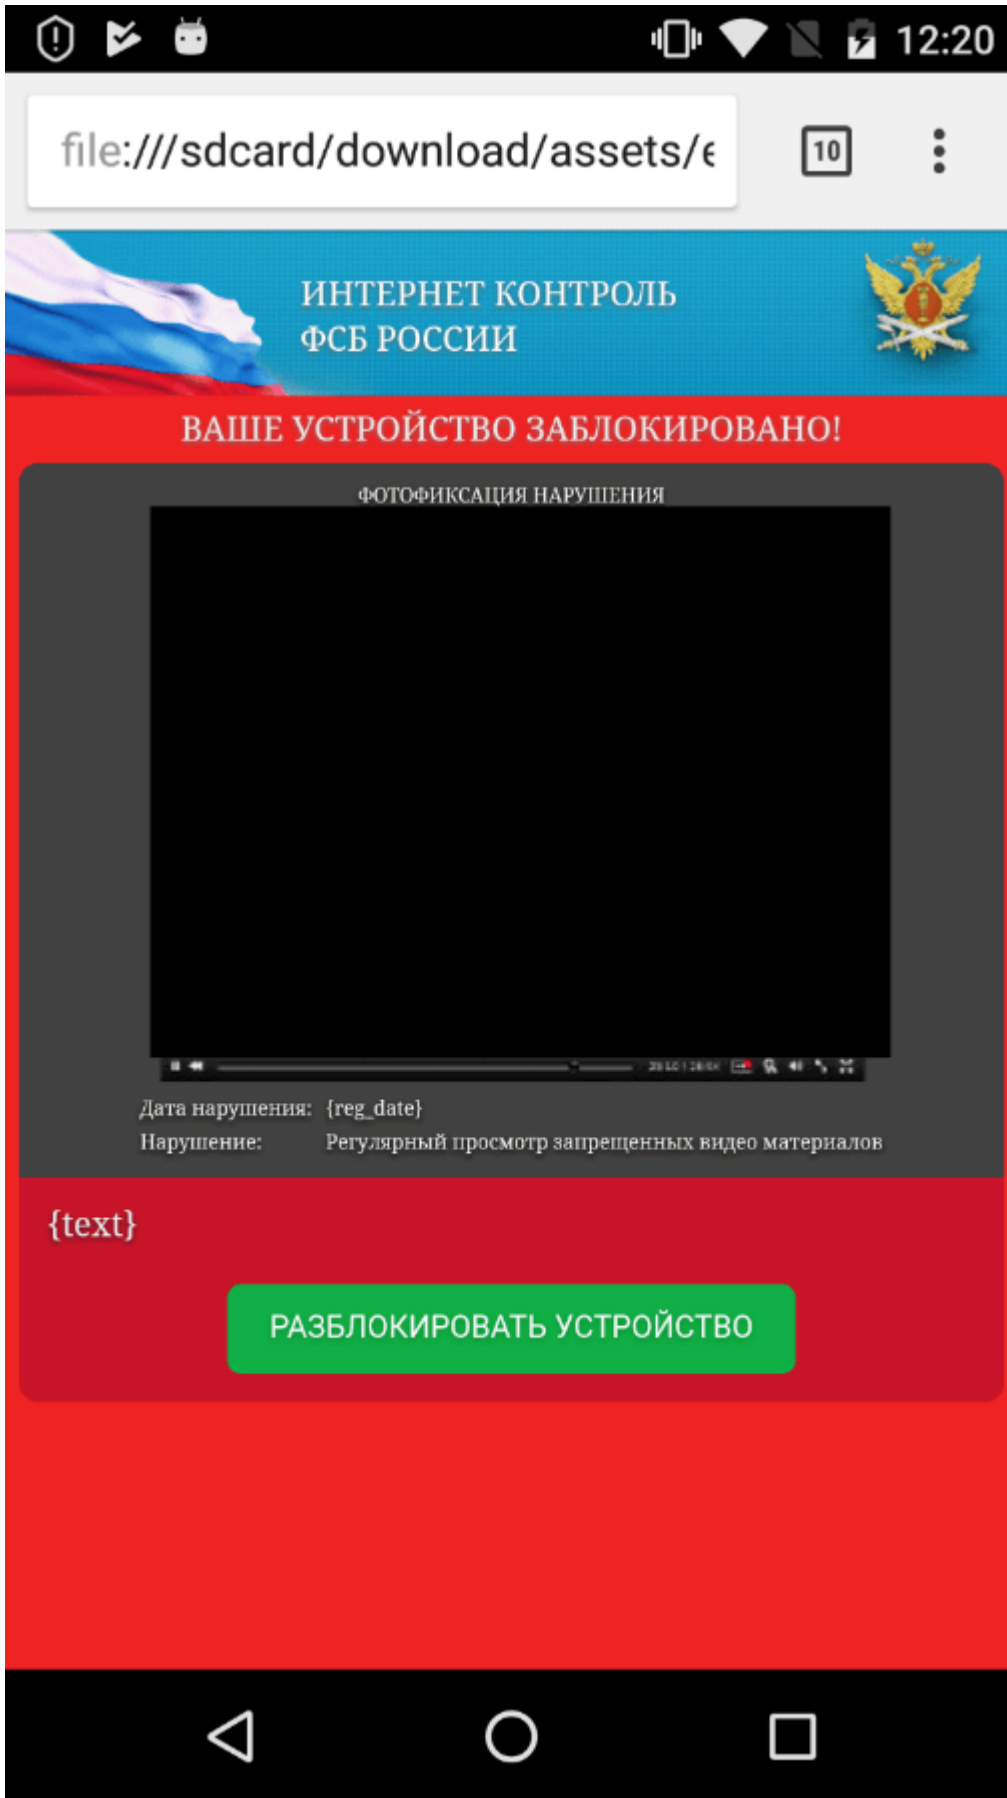 12:20
file:///sdcard/download/assets/e
10
ИНТЕРНЕТ КОНТРОЛЬ
ФСБ РОССИИ
ВАШЕ УСТРОЙСТВО ЗАБЛОКИРОВАНО!
ФОТОФИКСАЦИЯ НАРУШЕНИЯ
Дата нарушения: {reg_date}
Нарушение: Регулярный просмотр запрещенных видео материалов
{text}
РАЗБЛОКИРОВАТЬ УСТРОЙСТВО